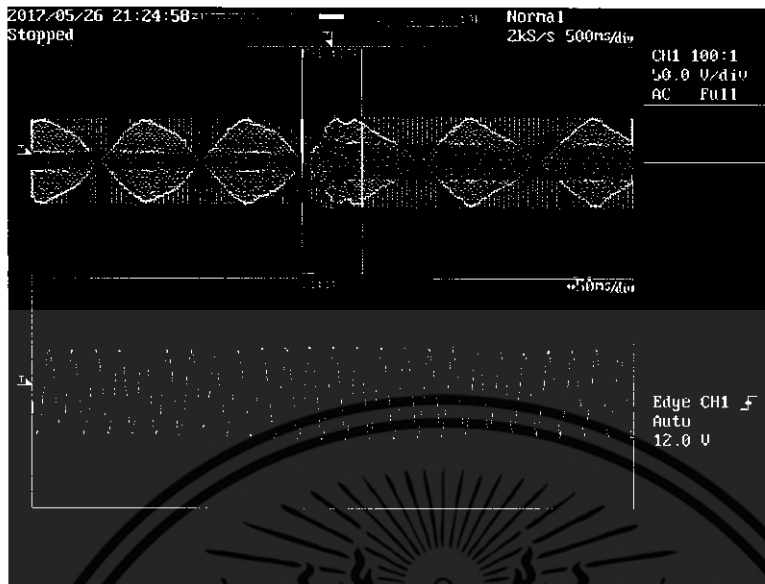 2017/05/26 21:24:58
Stopped
Normal
2kS/s 500ms/div
CH1 100:1
50.0 V/div
AC Full
50ms/div
Edge CH1
Auto
12.0 V